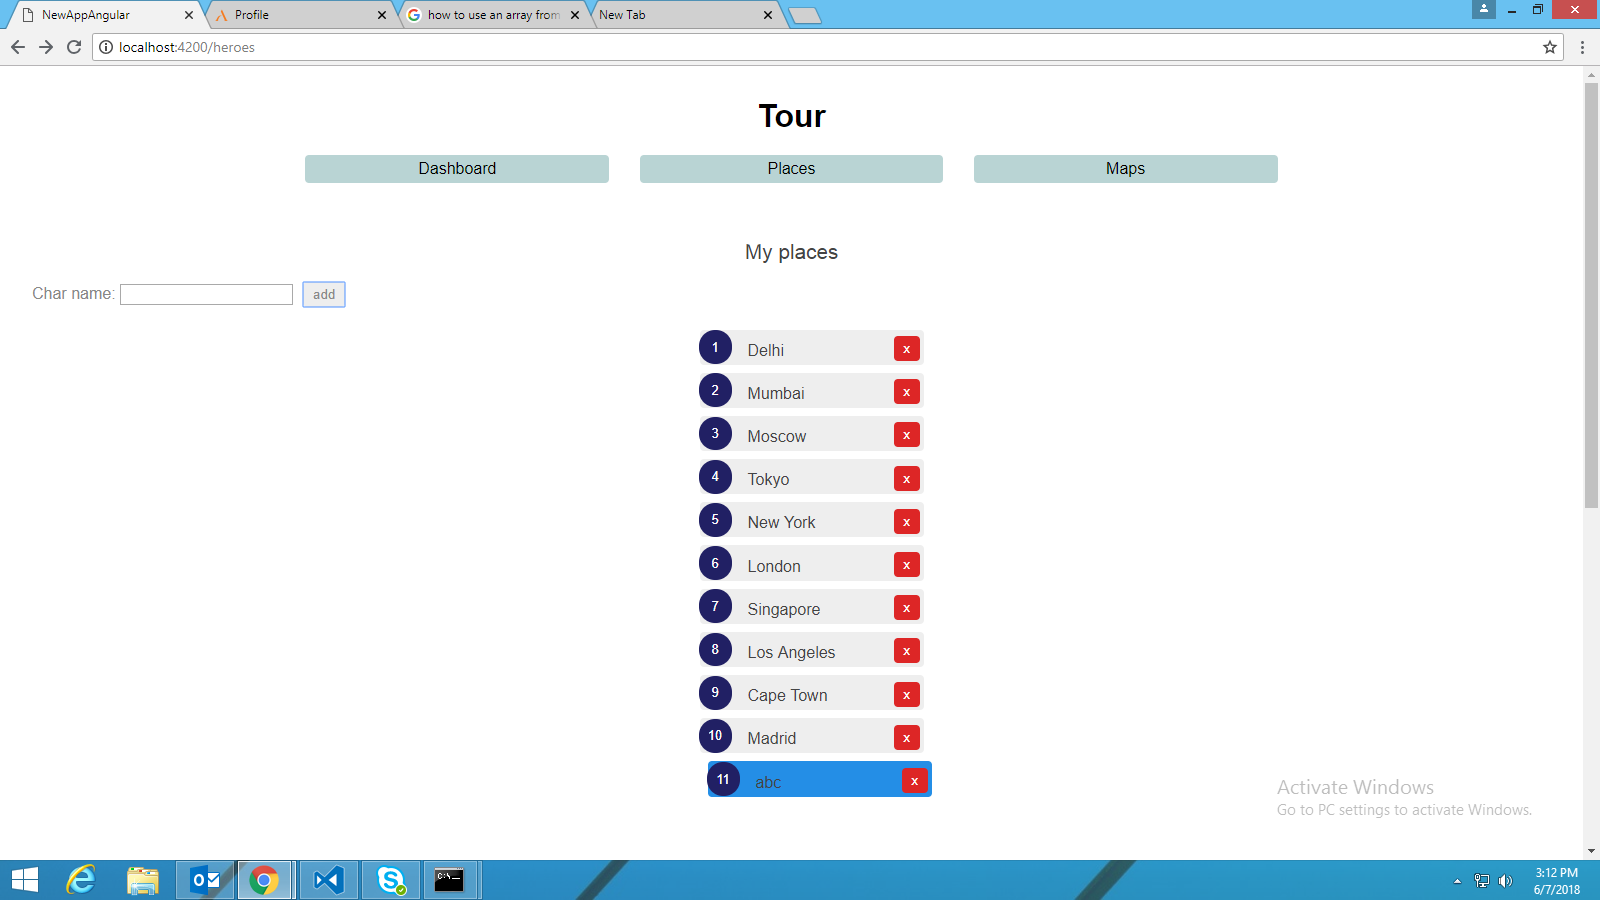 NewAppAngular
Profile
how to use an array from
New Tab
localhost:4200/heroes
Tour
Dashboard
Places
Maps
My places
Char name:
add
1 Delhi x
2 Mumbai x
3 Moscow x
4 Tokyo x
5 New York x
6 London x
7 Singapore x
8 Los Angeles x
9 Cape Town x
10 Madrid x
11 abc x
Activate Windows
Go to PC settings to activate Windows.
3:12 PM
6/7/2018